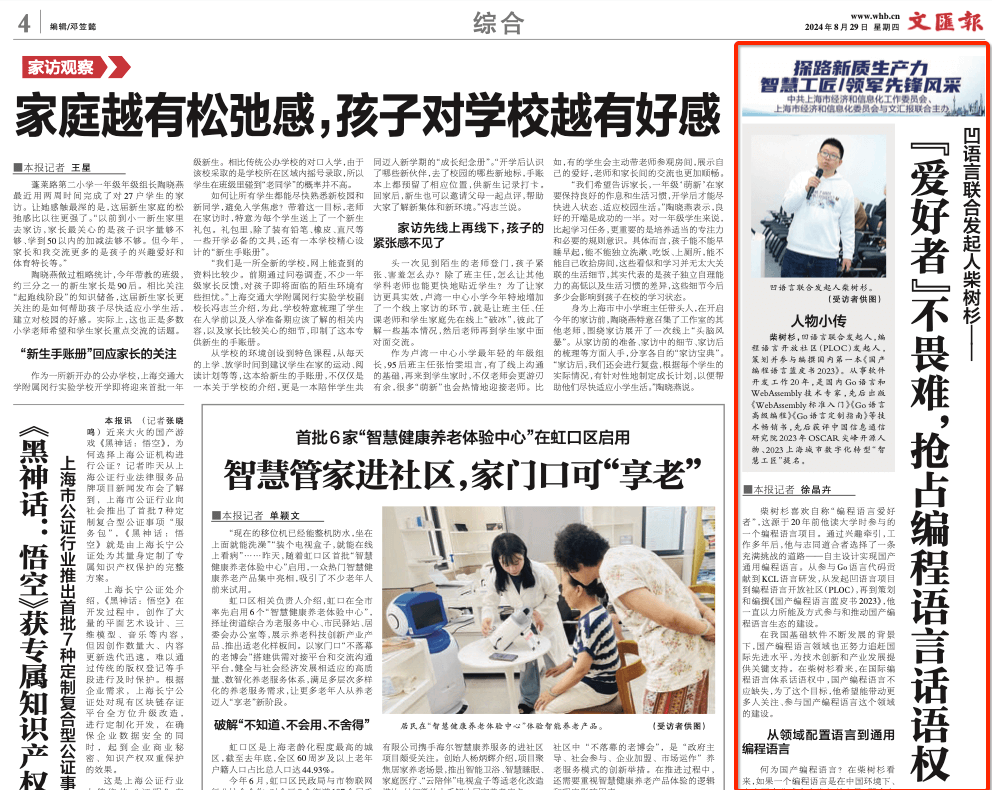 4
编辑/邓笠懿
综合
www.whb.cn
2024年8月29日 星期四
文汇报
家访观察
家庭越有松弛感,孩子对学校越有好感
■本报记者 王星
蓬莱路第二小学一年级年级组长陶晓燕
最近用两周时间完成了对27户学生的家
访。让她感触最深的是,这届新生家庭的松
弛感比以往更强了。“以前到小一新生家里
去家访,家长最关心的是孩子识字量够不
够、学到50以内的加减法够不够。但今年,
家长和我交流更多的是孩子的兴趣爱好和
体育特长等。”
陶晓燕做过粗略统计,今年带教的班级,
约三分之一的新生家长是90后。相比关注
“起跑线阶段”的知识储备,这届新生家长更
关注的是如何帮助孩子尽快适应小学生活,
建立对校园的好感。实际上,这也正是多数
小学老师希望和学生家长重点交流的话题。
“新生手账册”回应家长的关注
作为一所新开办的公办学校,上海交通大
学附属闵行实验学校开学即将迎来首批一年
级新生。相比传统公办学校的对口入学,由于
该校采取的是学校所在区域内摇号录取,所以
学生在班级里碰到“老同学”的概率并不高。
如何让所有学生都能尽快熟悉新校园和
新同学,避免入学焦虑?带着这一目标,老师
在家访时,特意为每个学生送上了一个新生
礼包。礼包里,除了装有铅笔、橡皮、直尺等
一些开学必备的文具,还有一本学校精心设
计的“新生手账册”。
“我们是一所全新的学校,网上能查到的
资料比较少。前期通过问卷调查,不少一年
级家长反馈,对孩子即将面临的陌生环境有
些担忧。”上海交通大学附属闵行实验学校副
校长冯志兰介绍,为此,学校特意梳理了学生
在入学前以及入学准备期应该了解的相关内
容,以及家长比较关心的细节,印制了这本专
供新生的手账册。
从学校的环境创设到特色课程,从每天
的上学、放学时间到建议学生在家的运动、阅
读计划等等,这本给新生的手账册,不仅仅是
一本关于学校的介绍,更是一本陪伴学生共
同迈入新学期的“成长纪念册”。“开学后认识
了哪些新伙伴,去了校园的哪些新地标,手账
本上都预留了相应位置,供新生记录打卡。
回家后,新生也可以邀请父母一起点评,帮助
大家了解新集体和新环境。”冯志兰说。
家访先线上再线下,孩子的
紧张感不见了
头一次见到陌生的老师登门,孩子紧
张、害羞怎么办?除了班主任,怎么让其他
学科老师也能更快地贴近学生?为了让家
访更具实效,卢湾一中心小学今年特地增加
了一个线上家访的环节,就是让班主任、任
课老师和学生家庭先在线上“破冰”,彼此了
解一些基本情况,然后老师再到学生家中面
对面交流。
作为卢湾一中心小学最年轻的年级组
长,95后班主任张怡雯坦言,有了线上沟通
的基础,再来到学生家时,不仅老师会更游刃
有余,很多“萌新”也会热情地迎接老师。比
如,有的学生会主动带老师参观房间,展示自
己的爱好,老师和家长间的交流也更加顺畅。
“我们希望告诉家长,一年级‘萌新’在家
要保持良好的作息和生活习惯,开学后才能尽
快进入状态、适应校园生活。”陶晓燕表示,良
好的开端是成功的一半。对一年级学生来说,
比起学习任务,更重要的是培养适当的专注力
和必要的规则意识。具体而言,孩子能不能早
睡早起,能不能独立洗漱、吃饭、上厕所,能不
能自己收拾房间,这些看似和学习并无太大关
联的生活细节,其实代表的是孩子独立自理能
力的高低以及生活习惯的差异,这些细节今后
多少会影响到孩子在校的学习状态。
身为上海市中小学班主任带头人,在开启
今年的家访前,陶晓燕特意召集了工作室的其
他老师,围绕家访展开了一次线上“头脑风
暴”。从家访前的准备、家访中的细节、家访后
的梳理等方面入手,分享各自的“家访宝典”。
“家访后,我们还会进行复盘,根据每个学生的
实际情况,有针对性地制定成长计划,以便帮
助他们尽快适应小学生活。”陶晓燕说。
《黑神话:悟空》获专属知识产权
上海市公证行业推出首批7种定制复合型公证事
本报讯 (记者张晓
鸣)近来大火的国产游
戏《黑神话:悟空》,为
何选择上海公证机构进
行公证?记者昨天从上
海公证行业法律服务品
牌项目新闻发布会了解
到,上海市公证行业向
社会推出了首批7种定
制复合型公证事项“服
务包”。《黑神话:悟
空》就是由上海长宁公
证处为其量身定制了专
属知识产权保护的完整
方案。
上海长宁公证处介
绍,《黑神话:悟空》在
开发过程中,创作了大
量的平面艺术设计、三
维模型、音乐等内容,
但因创作数量大、内容
更新迭代迅速,难以通
过传统的版权登记等手
段进行及时保护。根据
企业需求,上海长宁公
证处对现有区块链存证
平台全方位升级改造,
进行定制化开发,在确
保企业数据安全的同
时,起到企业商业秘
密、知识产权双重保护
的效果。
这是上海公证行业
首批6家“智慧健康养老体验中心”在虹口区启用
智慧管家进社区,家门口可“享老”
■本报记者 单颖文
“现在的移位机已经能整机防水,坐在
上面就能洗澡”“装个电视盒子,就能在线
上看病”……昨天,随着虹口区首批“智慧
健康养老体验中心”启用,一众热门智慧健
康养老产品集中亮相,吸引了不少老年人
前来试用。
虹口区相关负责人介绍,虹口在全市
率先启用6个“智慧健康养老体验中心”,
择址街道综合为老服务中心、市民驿站、居
委会办公室等,展示养老科技创新产业产
品、推出适老化样板间。以家门口“不落幕
的老博会”搭建供需对接平台和交流沟通
平台,健全与社会经济发展相适应的高质
量、数智化养老服务体系,满足多层次多样
化的养老服务需求,让更多老年人从养老
迈入“享老”新阶段。
破解“不知道、不会用、不舍得”
虹口区是上海老龄化程度最高的城
区,截至去年底,全区60周岁及以上老年
户籍人口占比总人口达44.93%。
今年6月,虹口区民政局与市物联网
居民在“智慧健康养老体验中心”体验智能养老产品。 (受访者供图)
有限公司携手海尔智慧康养服务的进社区
项目颇受关注。创始人杨炳辉介绍,项目聚
焦居家养老场景,推出智能卫浴、智慧睡眠、
家庭医疗、“云陪伴”电视盒子等适老化改造
社区中“不落幕的老博会”,是“政府主
导、社会参与、企业加盟、市场运作”养
老服务模式的创新举措。在推进过程中,
还需要重视智慧健康养老产品体验的逻辑
探路新质生产力
智慧工匠/领军先锋风采
中共上海市经济和信息化工作委员会、
上海市经济和信息化委员会与文汇报联合主办
凹语言联合发起人柴树杉——
『爱好者』不畏难,抢占编程语言话语权
凹语言联合发起人柴树杉。
(受访者供图)
人物小传
柴树杉,凹语言联合发起人,编
程语言开放社区(PLOC)发起人,
策划并参与编撰国内第一本《国产
编程语言蓝皮书2023》。从事软件
开发工作20年,是国内Go语言和
WebAssembly技术专家,先后出版
《WebAssembly标准入门》《Go语言
高级编程》《Go语言定制指南》等技
术畅销书,先后获评中国信息通信
研究院2023年OSCAR尖峰开源人
物、2023上海城市数字化转型“智
慧工匠”提名。
■本报记者 徐晶卉
柴树杉喜欢自称“编程语言爱好
者”,这源于20年前他读大学时参与的
一个编程语言项目。通过兴趣牵引,工
作多年后,他与志同道合者选择了一条
充满挑战的道路——自主设计实现国产
通用编程语言。从参与Go语言代码贡
献到KCL语言研发,从发起凹语言项目
到编程语言开放社区(PLOC),再到策划
和编撰《国产编程语言蓝皮书2023》,他
一直以力所能及方式参与和推动国产编
程语言生态的建设。
在我国基础软件不断发展的背景
下,国产编程语言领域也正努力追赶国
际先进水平,为技术创新和产业发展提
供关键支持。在柴树杉看来,在国际编
程语言体系话语权中,国产编程语言不
应缺失,为了这个目标,他希望能带动更
多人关注、参与国产编程语言这个领域
的建设。
从领域配置语言到通用
编程语言
何为国产编程语言?在柴树杉看
来,如果一个编程语言是在中国环境下、